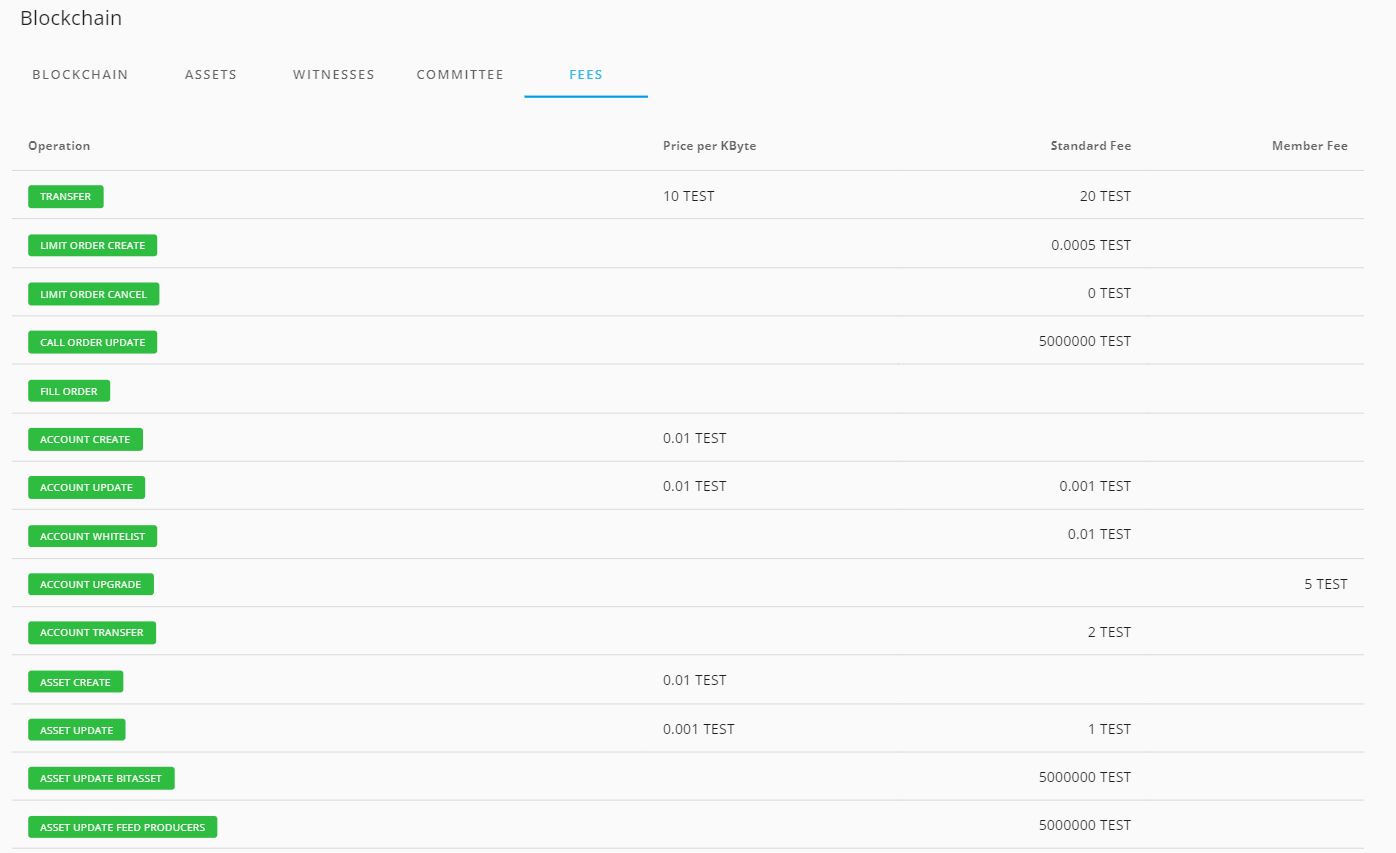 Blockchain
BLOCKCHAIN ASSETS WITNESSES COMMITTEE FEES
Operation Price per KByte Standard Fee Member Fee
TRANSFER 10 TEST 20 TEST
LIMIT ORDER CREATE 0.0005 TEST
LIMIT ORDER CANCEL 0 TEST
CALL ORDER UPDATE 5000000 TEST
FILL ORDER
ACCOUNT CREATE 0.01 TEST
ACCOUNT UPDATE 0.01 TEST 0.001 TEST
ACCOUNT WHITELIST 0.01 TEST
ACCOUNT UPGRADE 5 TEST
ACCOUNT TRANSFER 2 TEST
ASSET CREATE 0.01 TEST
ASSET UPDATE 0.001 TEST 1 TEST
ASSET UPDATE BITASSET 5000000 TEST
ASSET UPDATE FEED PRODUCERS 5000000 TEST